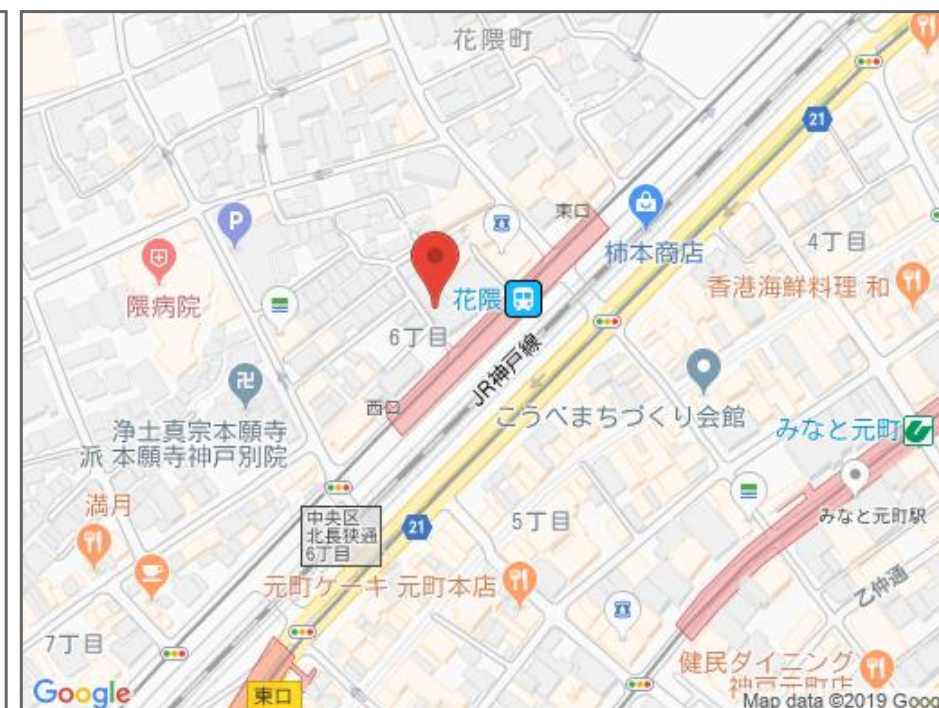 花隈町
21
東口
柿本商店
4丁目
P
隈病院
花隈
6丁目
香港海鮮料理 和
JR神戸線
西口
こうべまちづくり会館
浄土真宗本願寺
派 本願寺神戸別院
みなと元町
満月
中央区
北長狭通
6丁目
21
5丁目
みなと元町駅
元町ケーキ 元町本店
乙仲通
7丁目
健民ダイニング
神戸元町店
Google
東口
Map data ©2019 Goog